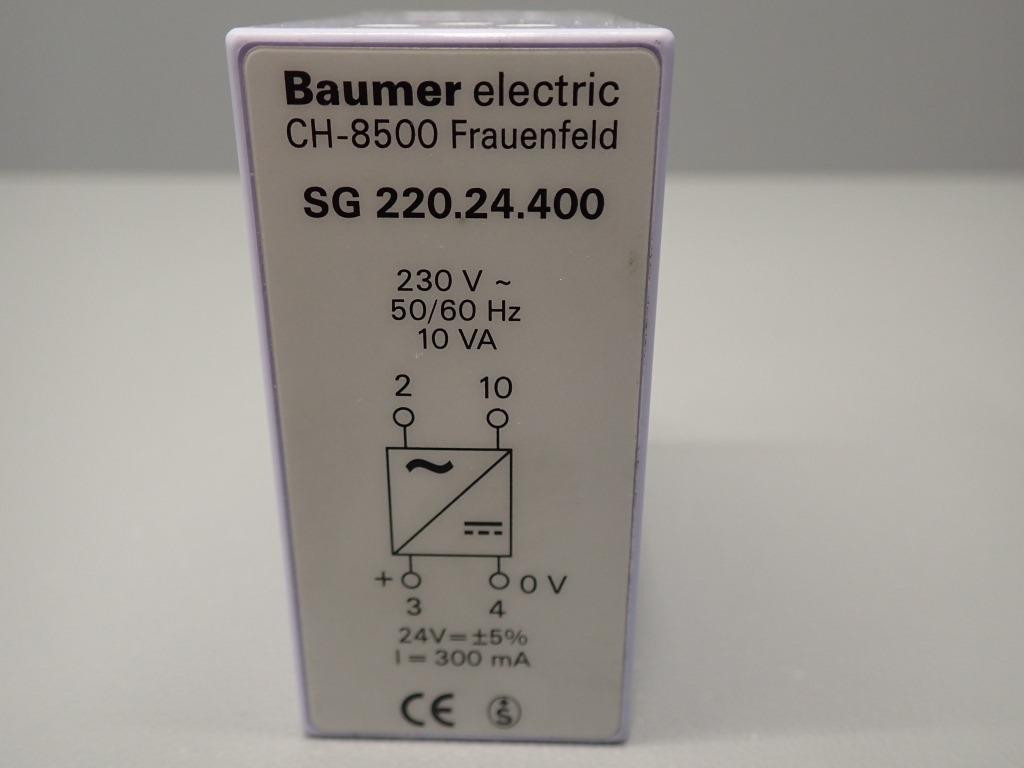 Baumer electric
CH-8500 Frauenfeld
SG 220.24.400
230 V ~
50/60 Hz
10 VA
2 10
~
+ 0 V
3 4
24V=±5%
I = 300 mA
CE S